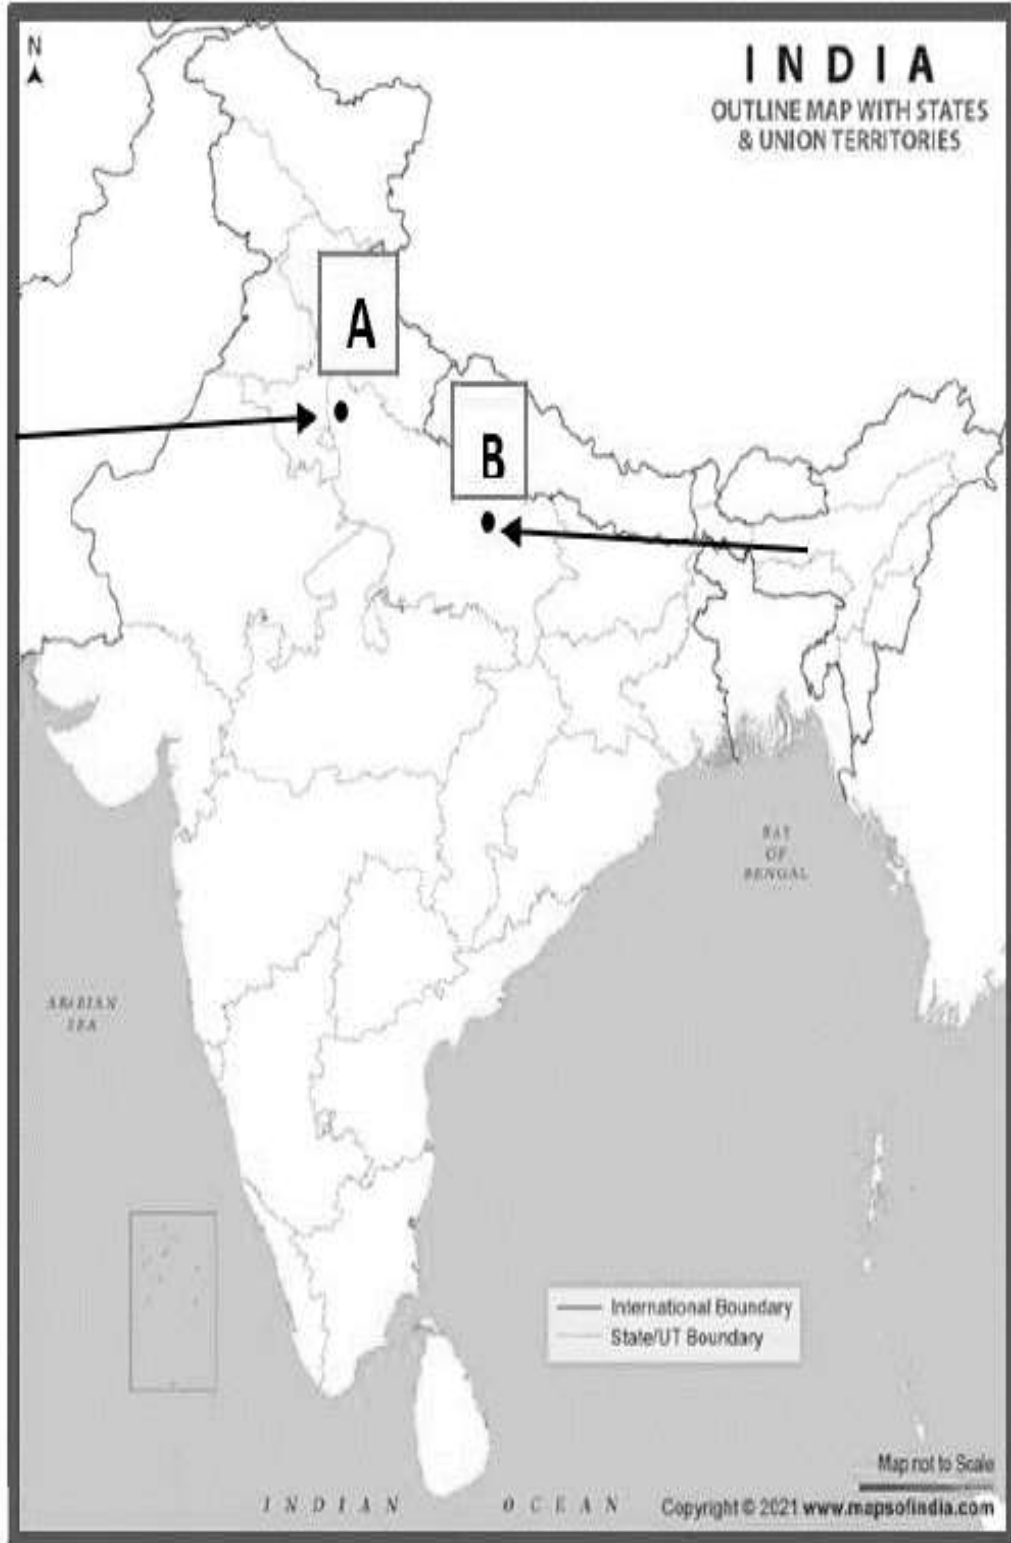 N
INDIA
OUTLINE MAP WITH STATES
& UNION TERRITORIES
A
B
BAY
OF
BENGAL
ARABIAN
SEA
International Boundary
State/UT Boundary
Map not to Scale
INDIAN OCEAN
Copyright © 2021 www.mapsofindia.com